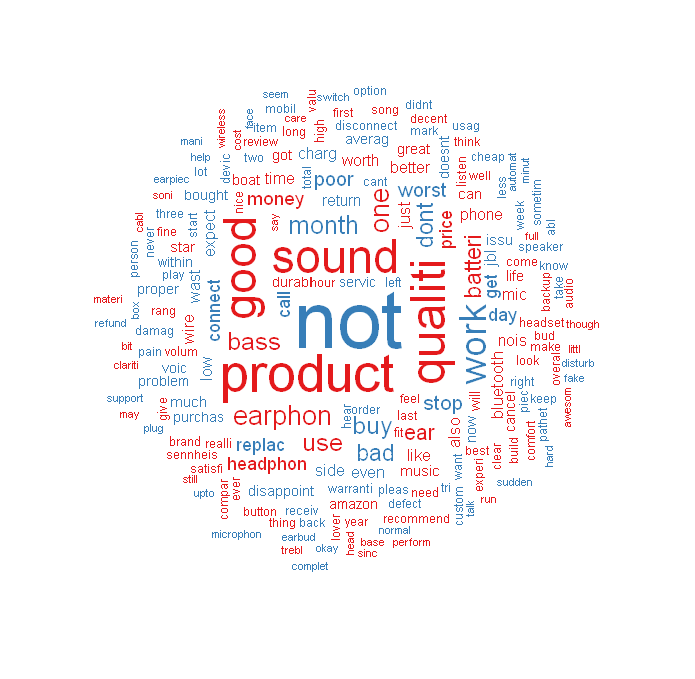 seem switch option
mobil care valu first song didnt
face item long high disconnect decent mark usag
wireless cost review averag doesnt think
mani two got charg worth great cheap automat
help lot devic boat time total cant better listen well less minut
earpiec soni bought nice money poor return worst can sometim
cabl three start expect say month one just dont price phone week abl
never fine star good sound issu full speaker
person within wast batteri jbl come know
play durabl hour servic left get life take
materi box proper call not qualiti mic backup audio
refund rang connect work day headset though
damag wire bass nois bud make
bit pain volum voic low product bluetooth look overal littl
clariti problem feel stop will right disturb
support give much earphon hear order last cancel piec keep fake
may purchas buy fit ear also now pathet awesom
plug brand realli replac use bad like best comfort
sennheis headphon side even music want clear build hard
satisfi still ever disappoint warranti pleas need tri experi sudden
upto compar button receiv amazon defect custom talk run
thing back lover year recommend
microphon earbud normal
trebl okay head base perform
sinc
complet